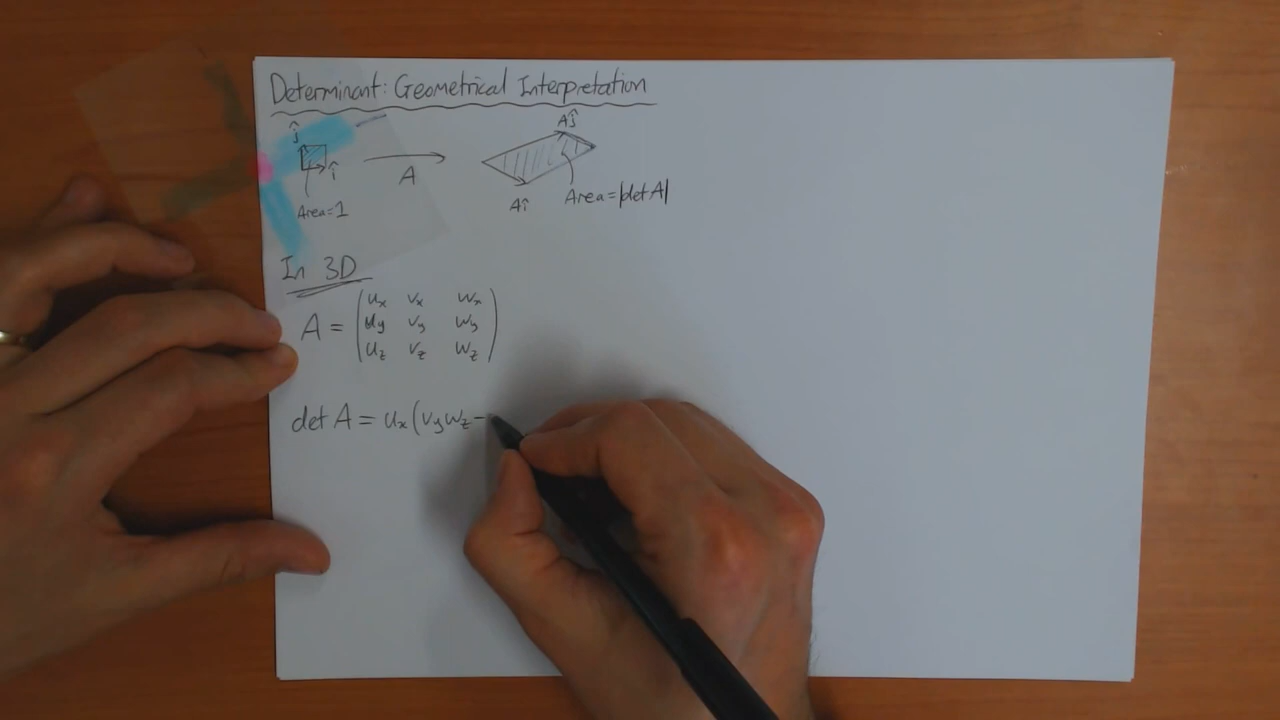 Determinant: Geometrical Interpretation
ĵ
î
A
Aĵ
Aî
Area=1
Area=|det A|
In 3D
A = (uₓ vₓ wₓ
u_y v_y w_y
u_z v_z w_z)
det A = uₓ(v_y w_z −